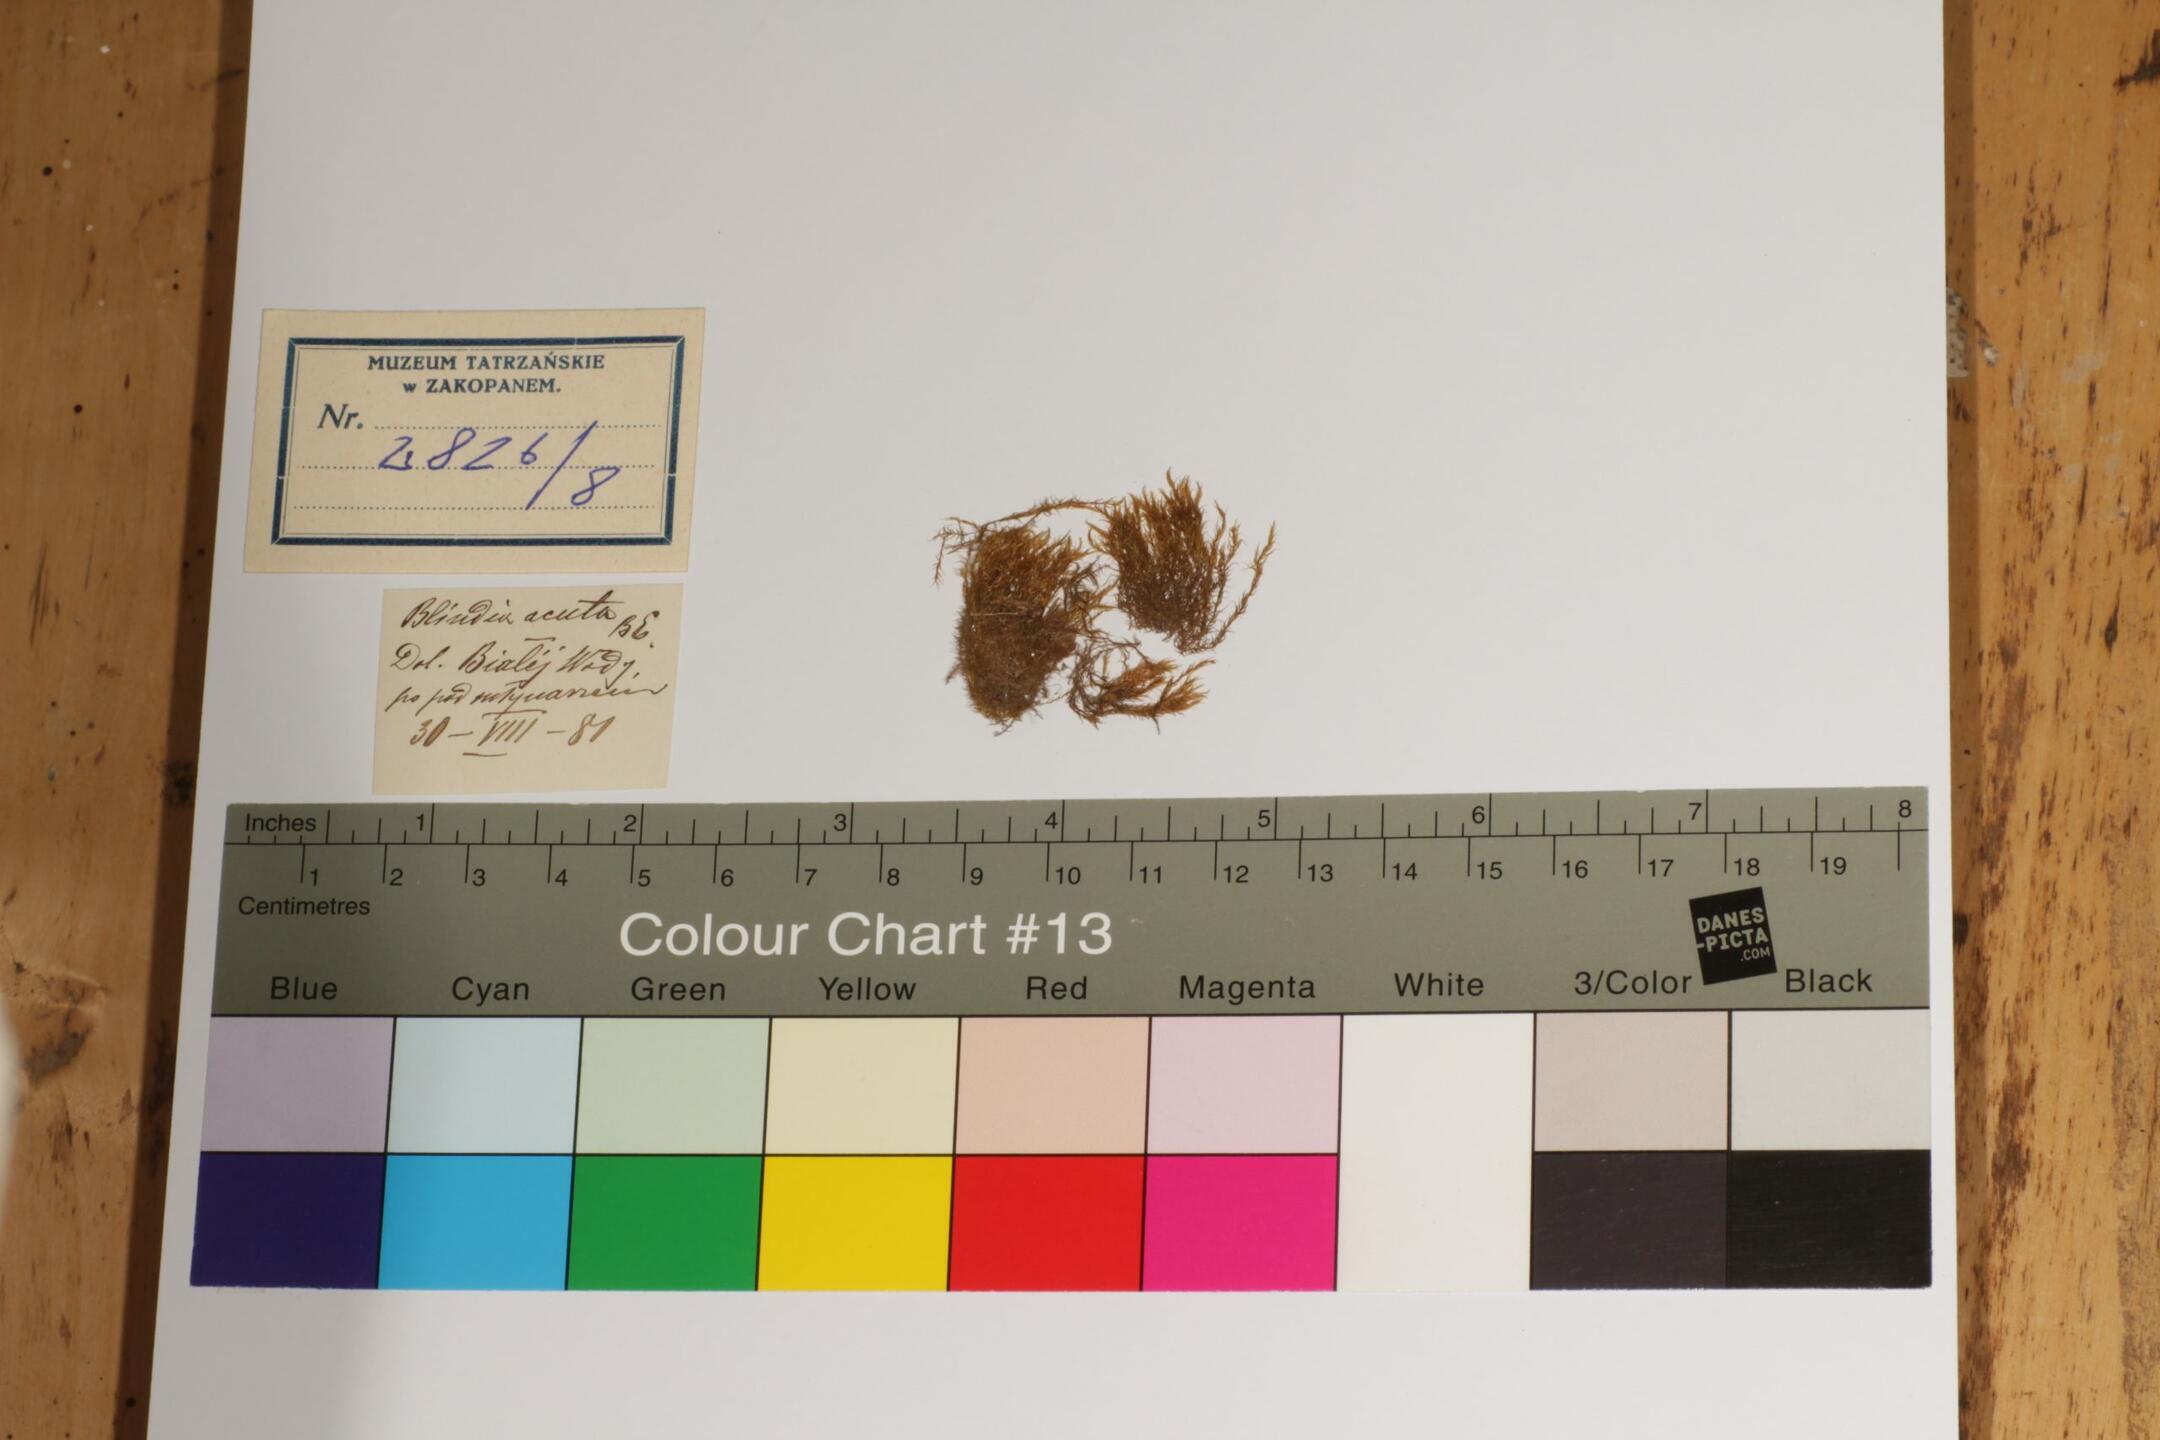 MUZEUM TATRZAŃSKIE
w ZAKOPANEM.
Nr.
2826/8
Blindia acuta
BE.
Dol. Białéj Wody.
po pod
30-VIII-81
Inches 1 2 3 4 5 6 7 8
1 2 3 4 5 6 7 8 9 10 11 12 13 14 15 16 17 18 19
Centimetres
Colour Chart #13
DANES
-PICTA
.COM
Blue Cyan Green Yellow Red Magenta White 3/Color Black